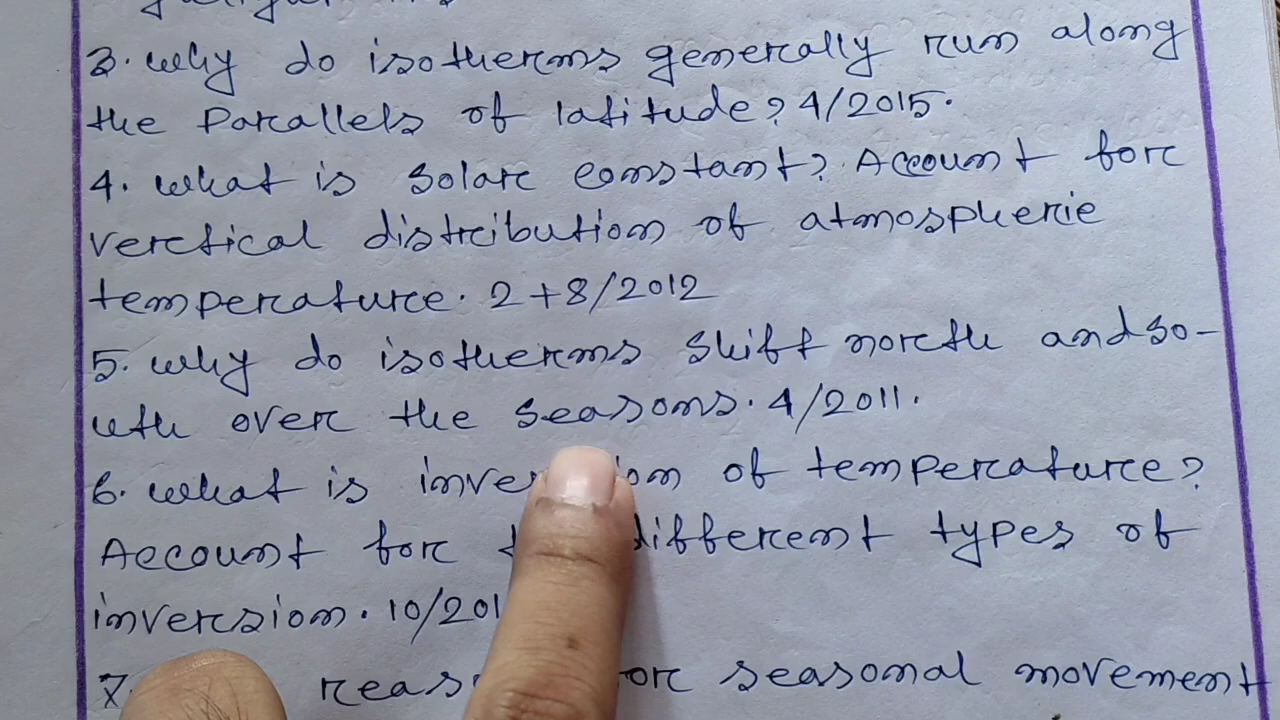 3. Why do isotherms generally run along
the Parallels of latitude? 4/2015.
4. What is Solar constant? Account for
vertical distribution of atmospheric
temperature. 2+8/2012
5. Why do isotherms shift north and so-
uth over the seasons. 4/2011.
6. What is of temperature?
Account for different types of
inversion. 10/201
7. for seasonal movement